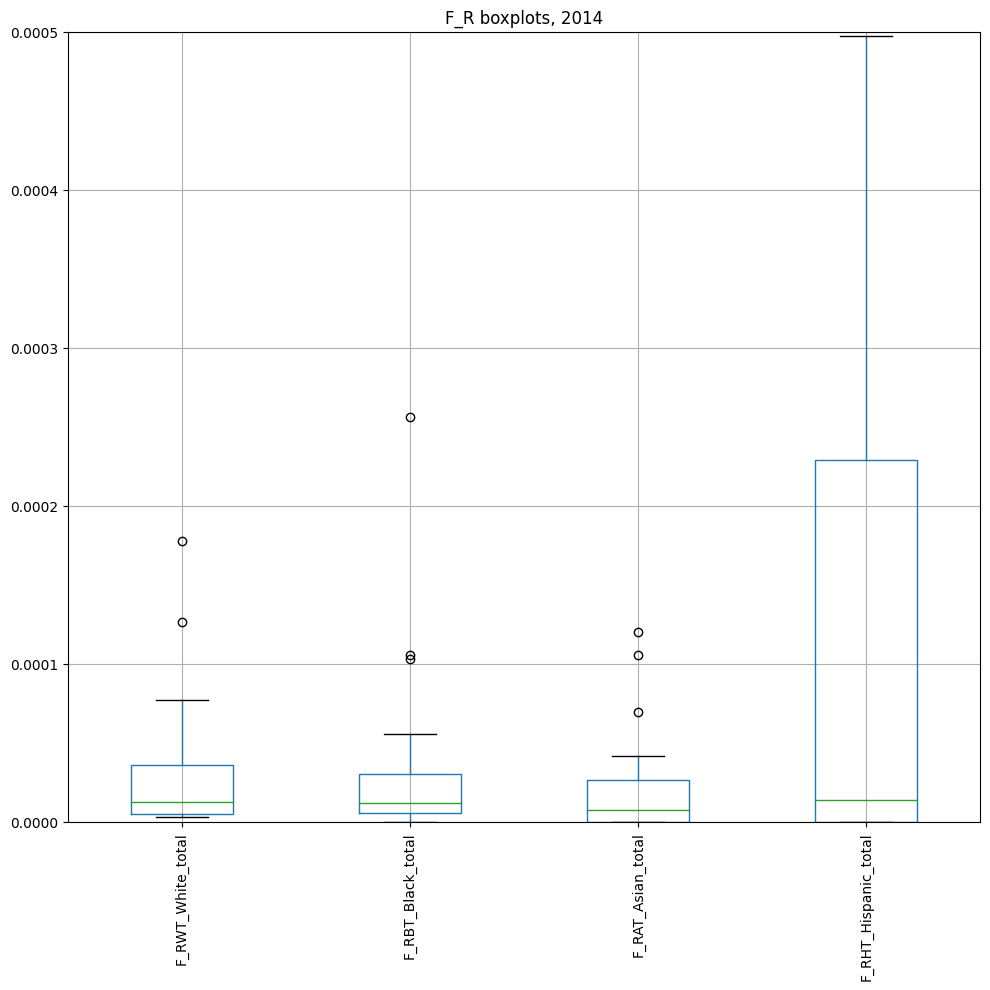 F_R boxplots, 2014
0.0005
0.0004
0.0003
0.0002
0.0001
0.0000
F_RWT_White_total
F_RBT_Black_total
F_RAT_Asian_total
F_RHT_Hispanic_total